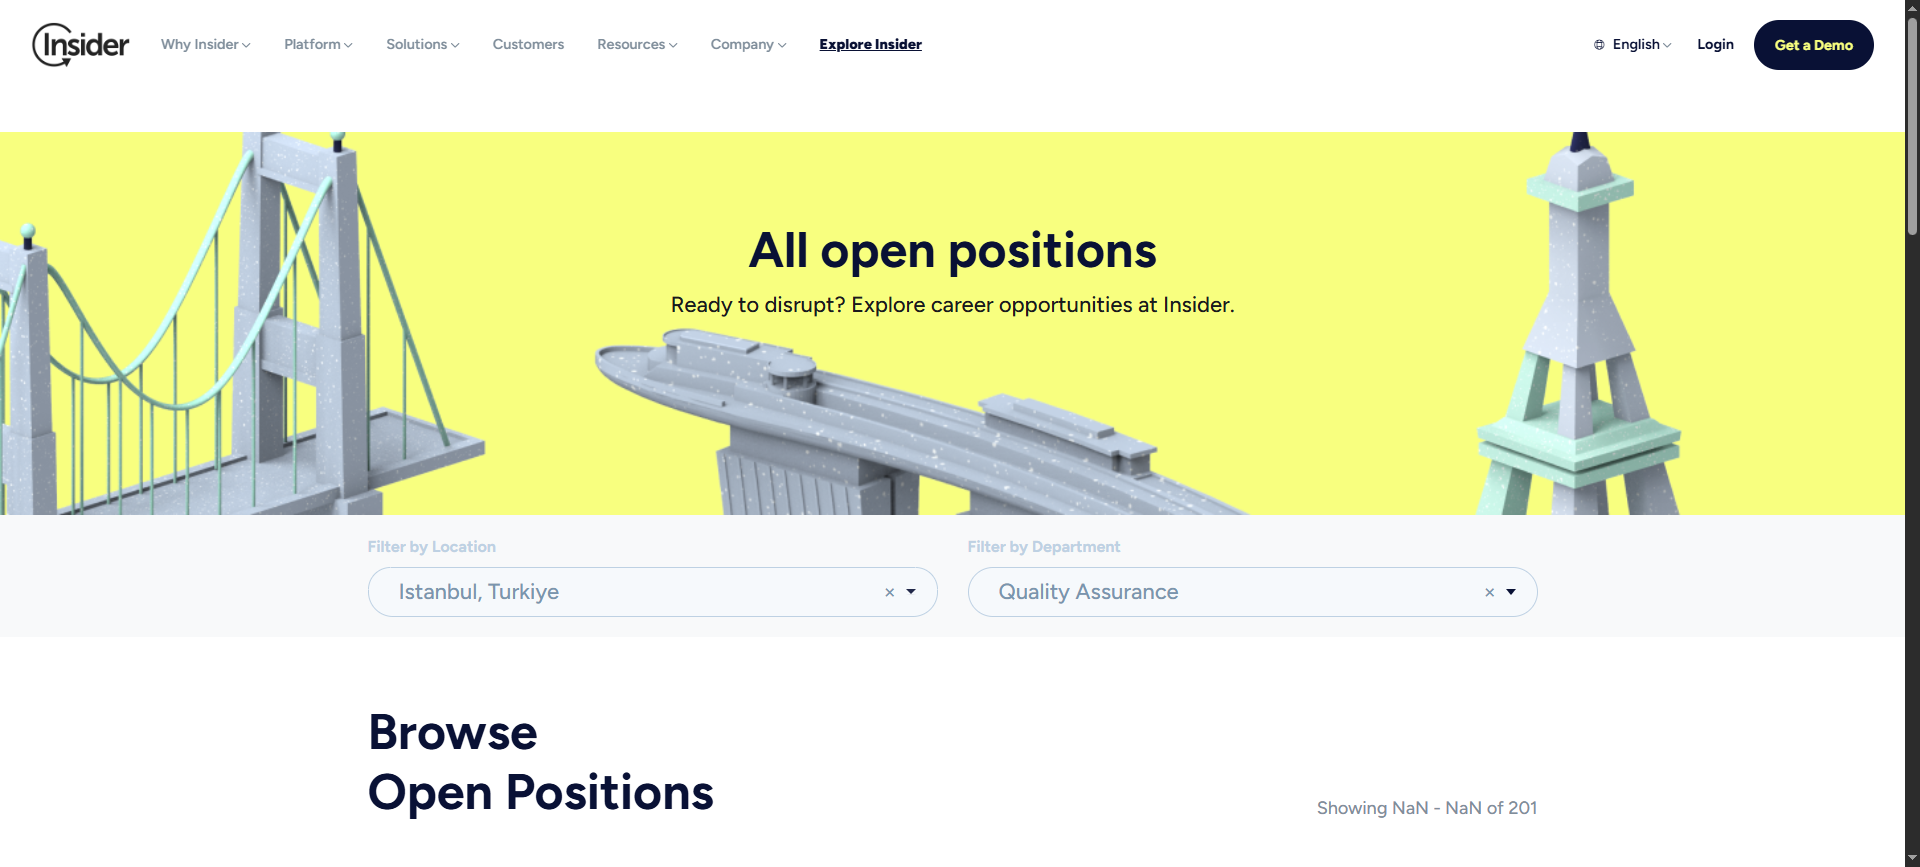 Insider
Why Insider
Platform
Solutions
Customers
Resources
Company
Explore Insider
English
Login
Get a Demo
All open positions
Ready to disrupt? Explore career opportunities at Insider.
Filter by Location
Filter by Department
Istanbul, Turkiye
×
Quality Assurance
×
Browse
Open Positions
Showing NaN - NaN of 201